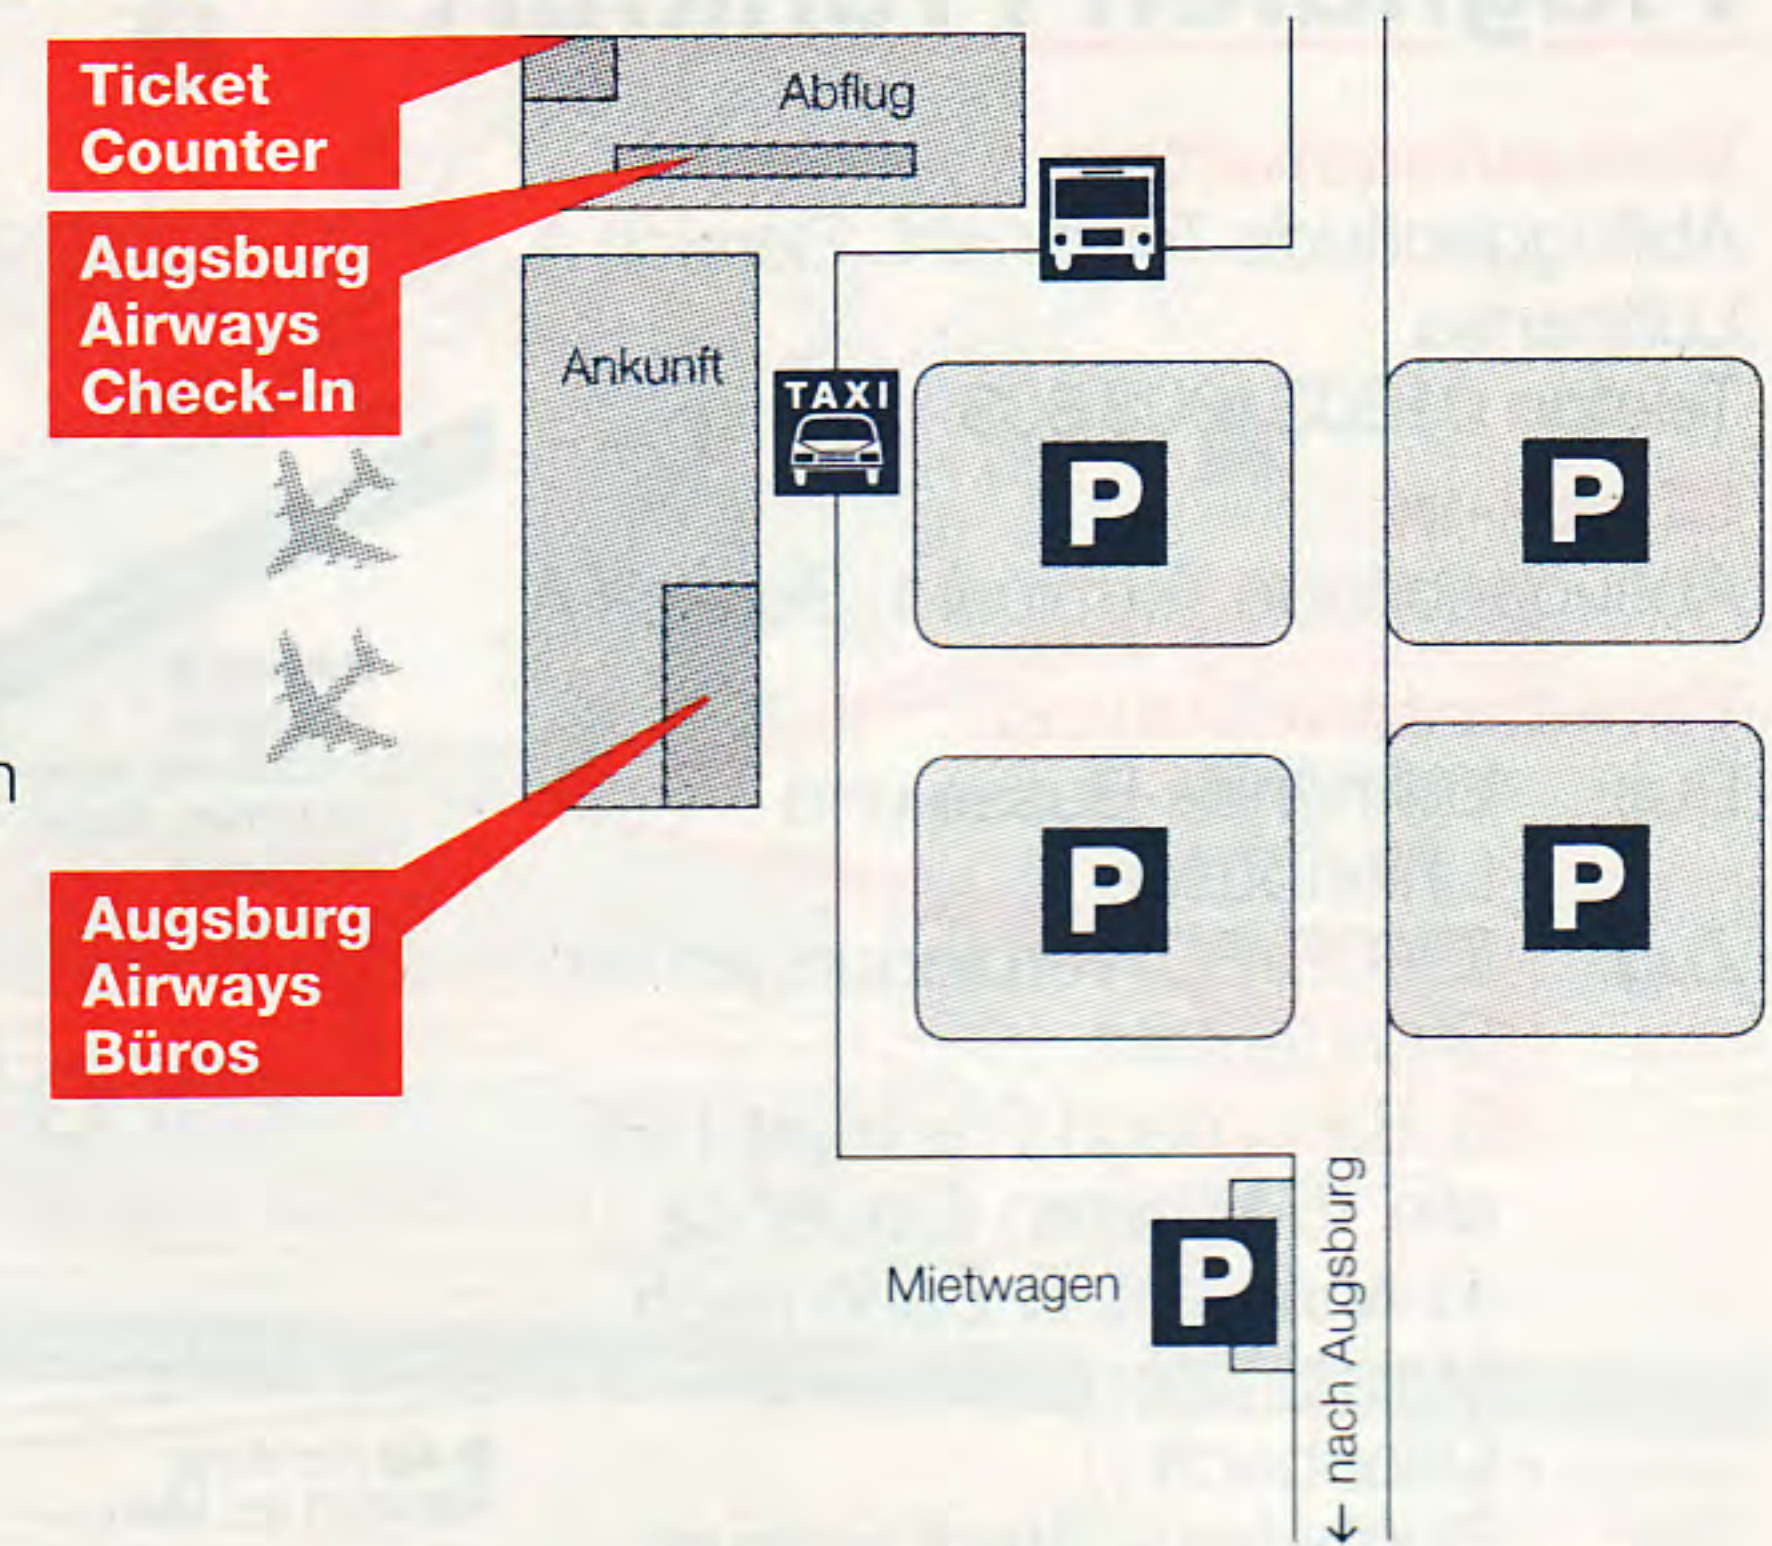 Ticket
Counter
Abflug
Augsburg
Airways
Check-In
Ankunft
TAXI
P
P
n
P
P
Augsburg
Airways
Büros
Mietwagen
P
← nach Augsburg